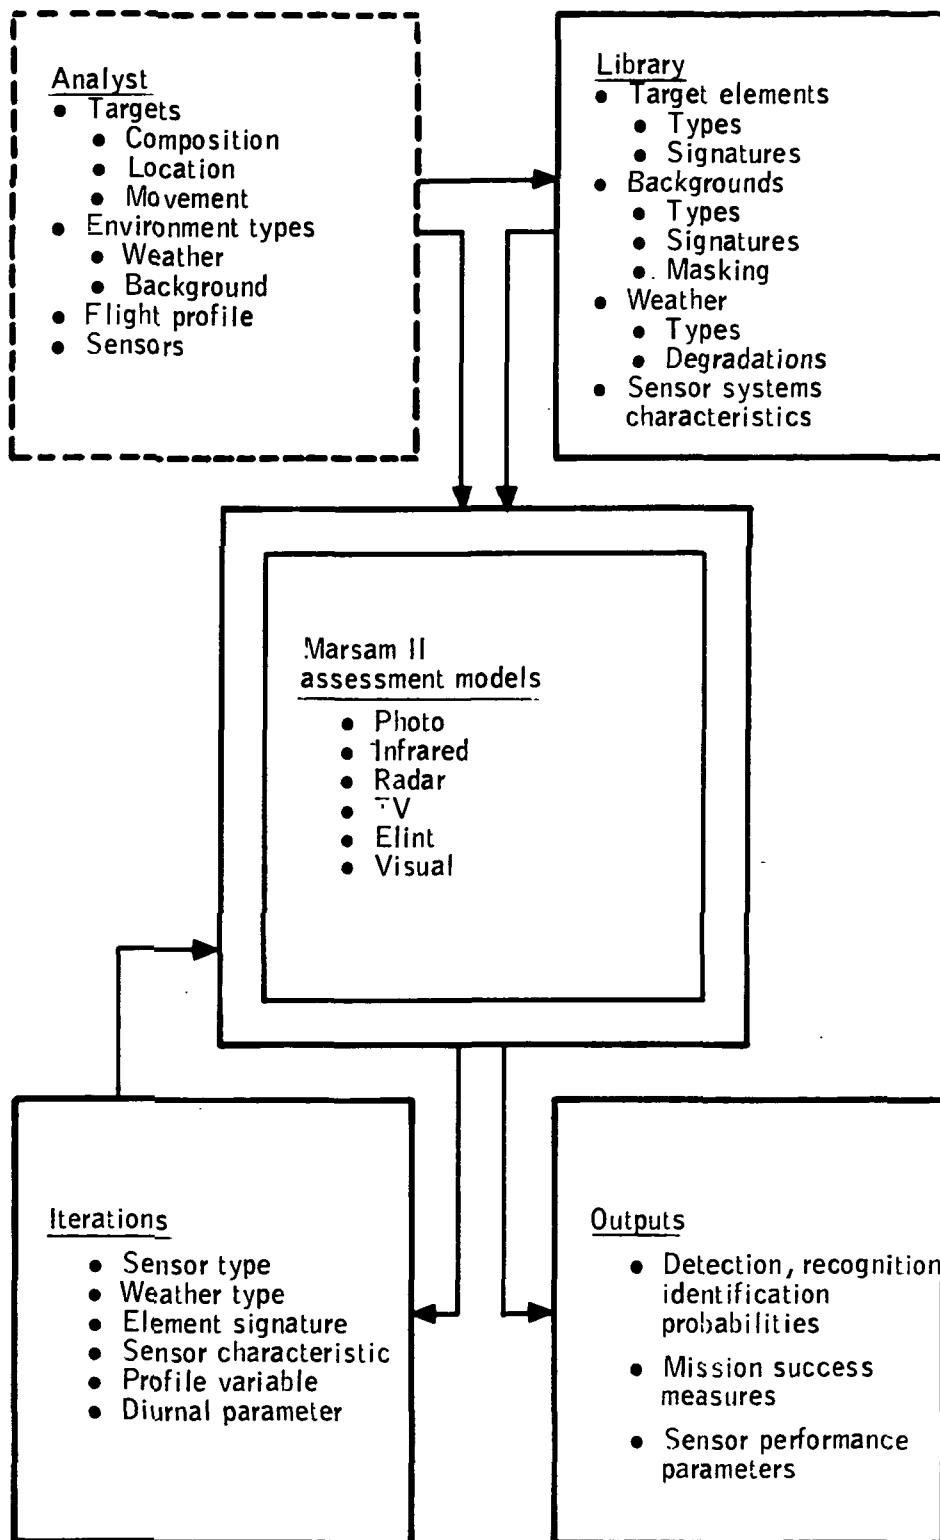 Analyst
• Targets
• Composition
• Location
• Movement
• Environment types
• Weather
• Background
• Flight profile
• Sensors
Library
• Target elements
• Types
• Signatures
• Backgrounds
• Types
• Signatures
• Masking
• Weather
• Types
• Degradations
• Sensor systems
characteristics
Marsam II
assessment models
• Photo
• Infrared
• Radar
• TV
• Elint
• Visual
Iterations
• Sensor type
• Weather type
• Element signature
• Sensor characteristic
• Profile variable
• Diurnal parameter
Outputs
• Detection, recognition
identification
probabilities
• Mission success
measures
• Sensor performance
parameters